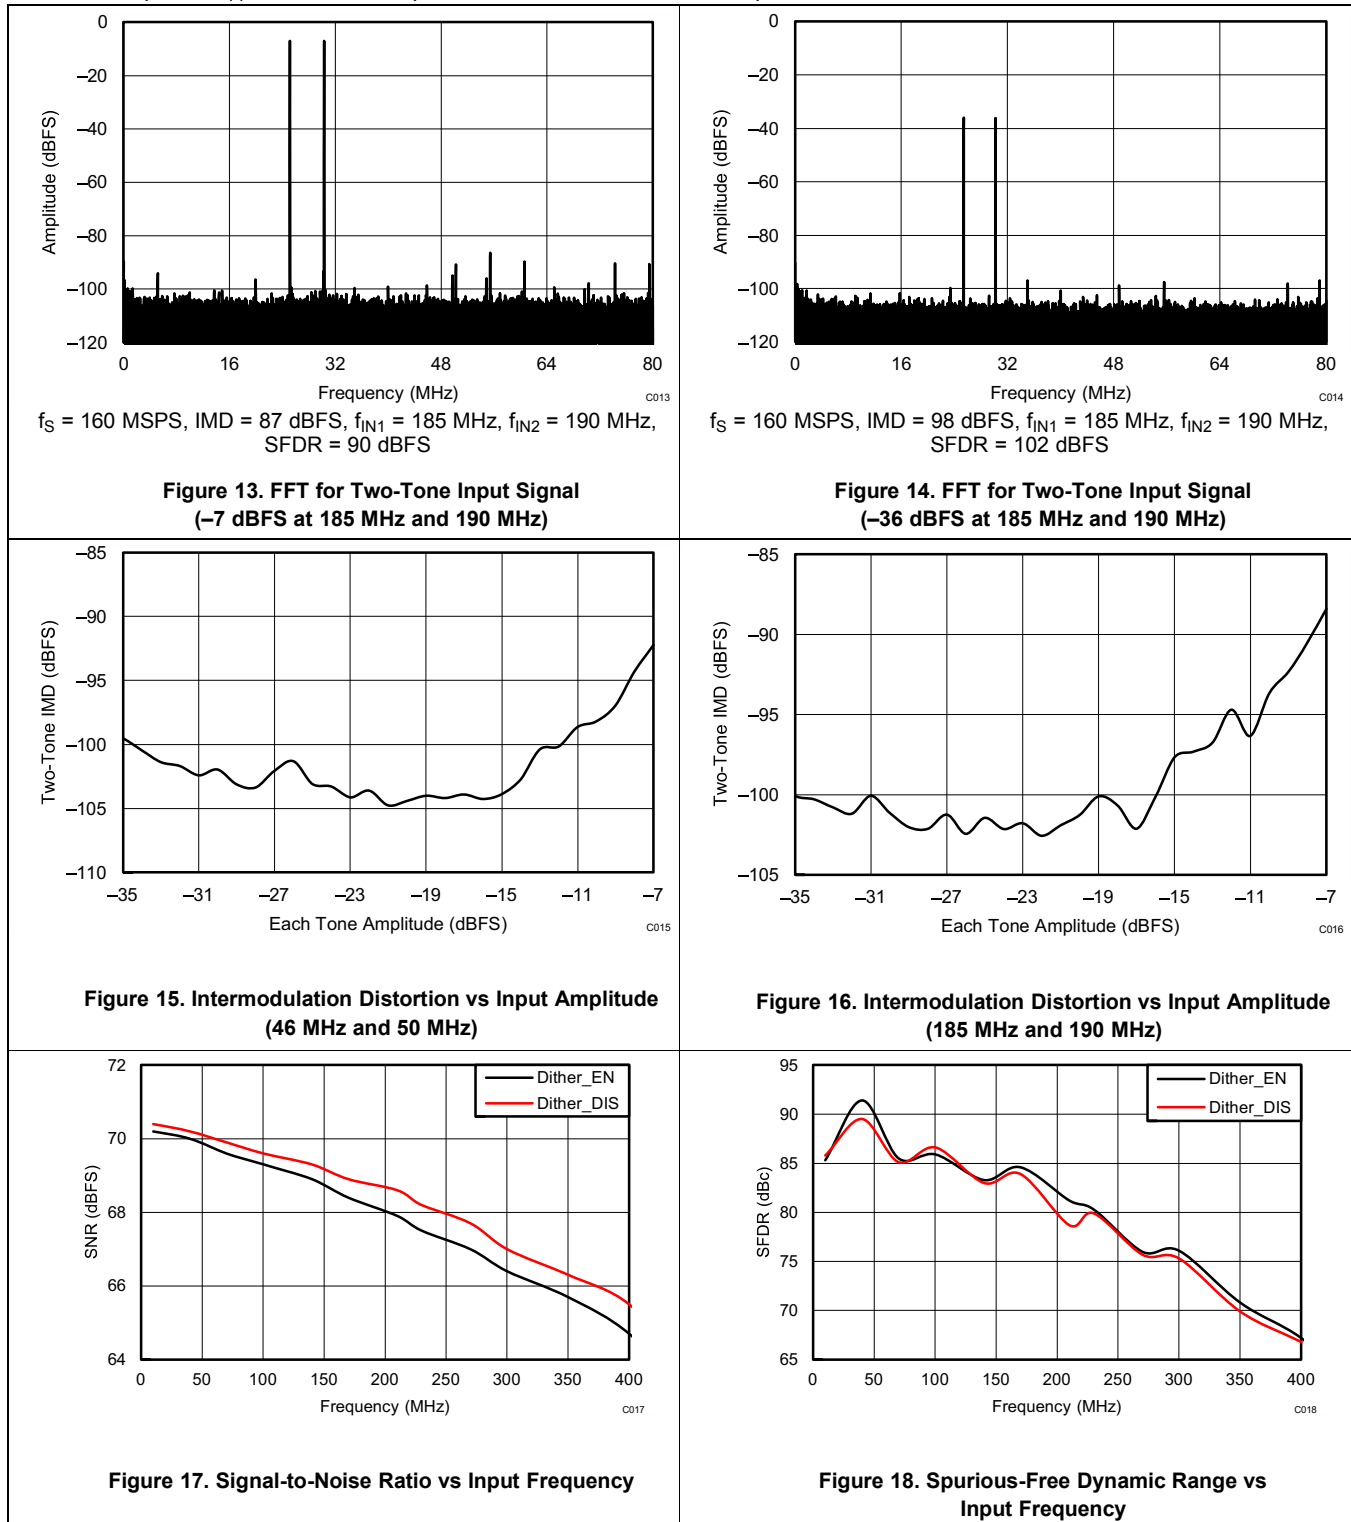 0
–20
–40
–60
–80
–100
–120
0 16 32 48 64 80
Amplitude (dBFS)
Frequency (MHz)
C013
fS = 160 MSPS, IMD = 87 dBFS, fIN1 = 185 MHz, fIN2 = 190 MHz,
SFDR = 90 dBFS
Figure 13. FFT for Two-Tone Input Signal
(–7 dBFS at 185 MHz and 190 MHz)
0
–20
–40
–60
–80
–100
–120
0 16 32 48 64 80
Amplitude (dBFS)
Frequency (MHz)
C014
fS = 160 MSPS, IMD = 98 dBFS, fIN1 = 185 MHz, fIN2 = 190 MHz,
SFDR = 102 dBFS
Figure 14. FFT for Two-Tone Input Signal
(–36 dBFS at 185 MHz and 190 MHz)
–85
–90
–95
–100
–105
–110
–35 –31 –27 –23 –19 –15 –11 –7
Two-Tone IMD (dBFS)
Each Tone Amplitude (dBFS)
C015
Figure 15. Intermodulation Distortion vs Input Amplitude
(46 MHz and 50 MHz)
–85
–90
–95
–100
–105
–35 –31 –27 –23 –19 –15 –11 –7
Two-Tone IMD (dBFS)
Each Tone Amplitude (dBFS)
C016
Figure 16. Intermodulation Distortion vs Input Amplitude
(185 MHz and 190 MHz)
72
70
68
66
64
0 50 100 150 200 250 300 350 400
SNR (dBFS)
Frequency (MHz)
Dither_EN
Dither_DIS
C017
Figure 17. Signal-to-Noise Ratio vs Input Frequency
95
90
85
80
75
70
65
0 50 100 150 200 250 300 350 400
SFDR (dBc)
Frequency (MHz)
Dither_EN
Dither_DIS
C018
Figure 18. Spurious-Free Dynamic Range vs
Input Frequency